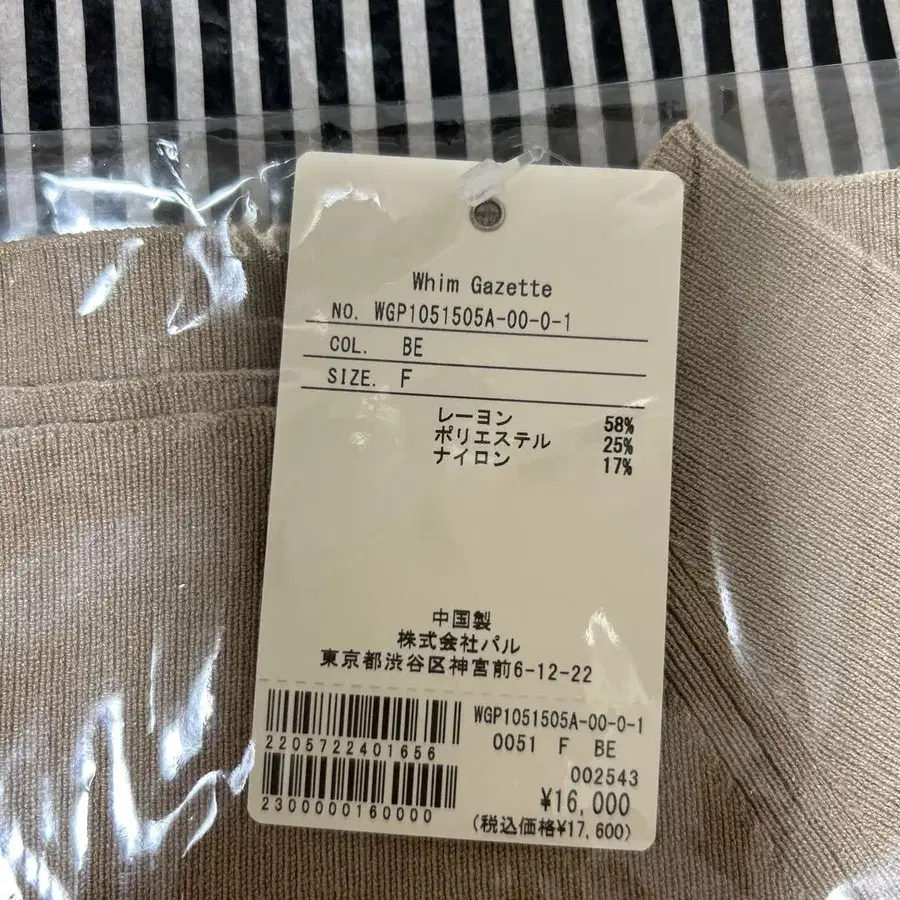 Whim Gazette
NO. WGP1051505A-00-0-1
COL. BE
SIZE. F
レーヨン 58%
ポリエステル 25%
ナイロン 17%
中国製
株式会社パル
東京都渋谷区神宮前6-12-22
WGP1051505A-00-0-1
2205722401656
0051 F BE
002543
¥16,000
2300000160000
(税込価格¥17,600)